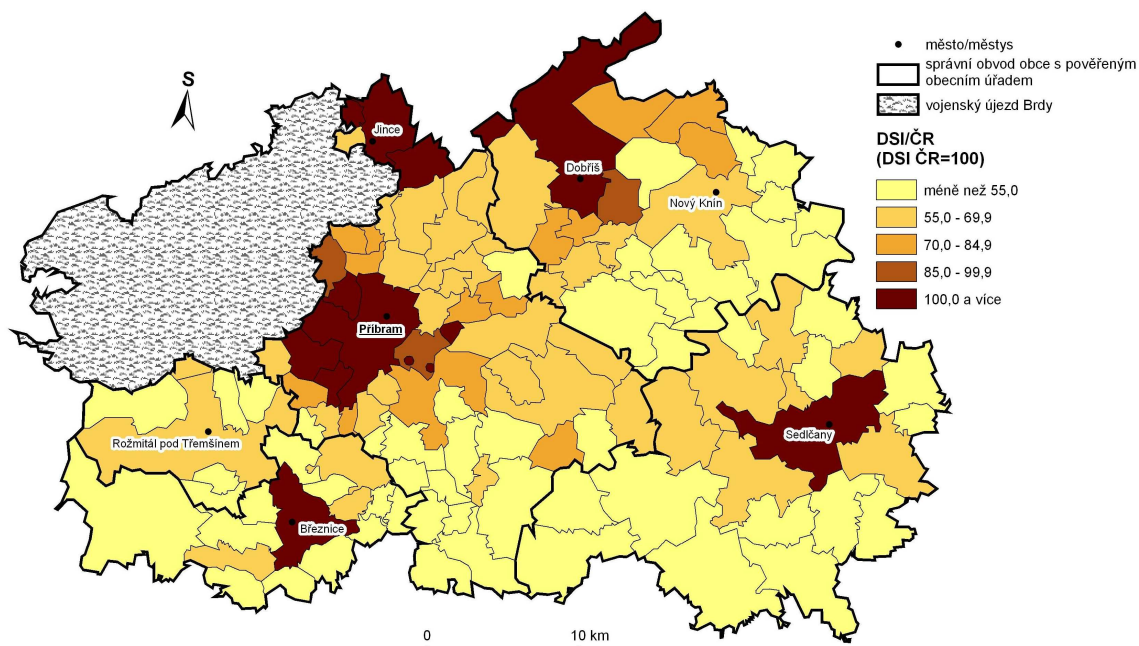 S
Jince
Dobříš
Nový Knín
Příbram
Rožmitál pod Třemšínem
Sedlčany
Březnice
0 10 km
město/městys
správní obvod obce s pověřeným
obecním úřadem
vojenský újezd Brdy
DSI/ČR
(DSI ČR=100)
méně než 55,0
55,0 - 69,9
70,0 - 84,9
85,0 - 99,9
100,0 a více